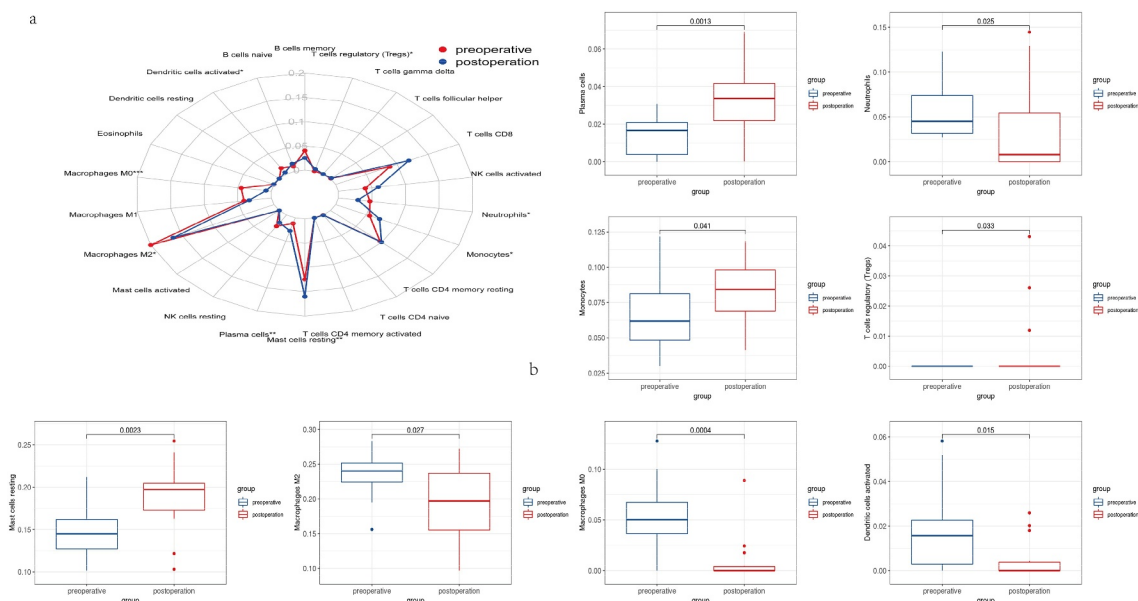 a
B cells memory
T cells regulatory (Tregs)*
T cells gamma delta
T cells follicular helper
T cells CD8
NK cells activated
Neutrophils*
Monocytes*
T cells CD4 memory resting
T cells CD4 naive
T cells CD4 memory activated
Mast cells resting**
Plasma cells**
NK cells resting
Mast cells activated
Macrophages M2*
Macrophages M1
Macrophages M0***
Eosinophils
Dendritic cells resting
Dendritic cells activated*
B cells naive
0.2
0.15
0.1
0.05
0
preoperative
postoperation
b
0.0013
Plasma cells
0.06
0.04
0.02
0.00
preoperative
postoperation
group
group
preoperative
postoperation
0.025
Neutrophils
0.15
0.10
0.05
0.00
preoperative
postoperation
group
group
preoperative
postoperation
0.041
Monocytes
0.125
0.100
0.075
0.050
0.025
preoperative
postoperation
group
group
preoperative
postoperation
0.033
T cells regulatory (Tregs)
0.04
0.03
0.02
0.01
0.00
preoperative
postoperation
group
group
preoperative
postoperation
0.0023
Mast cells resting
0.25
0.20
0.15
0.10
preoperative
postoperation
group
group
preoperative
postoperation
0.027
Macrophages M2
0.30
0.25
0.20
0.15
0.10
preoperative
postoperation
group
group
preoperative
postoperation
0.0004
Macrophages M0
0.10
0.05
0.00
preoperative
postoperation
group
group
preoperative
postoperation
0.015
Dendritic cells activated
0.06
0.04
0.02
0.00
preoperative
postoperation
group
group
preoperative
postoperation